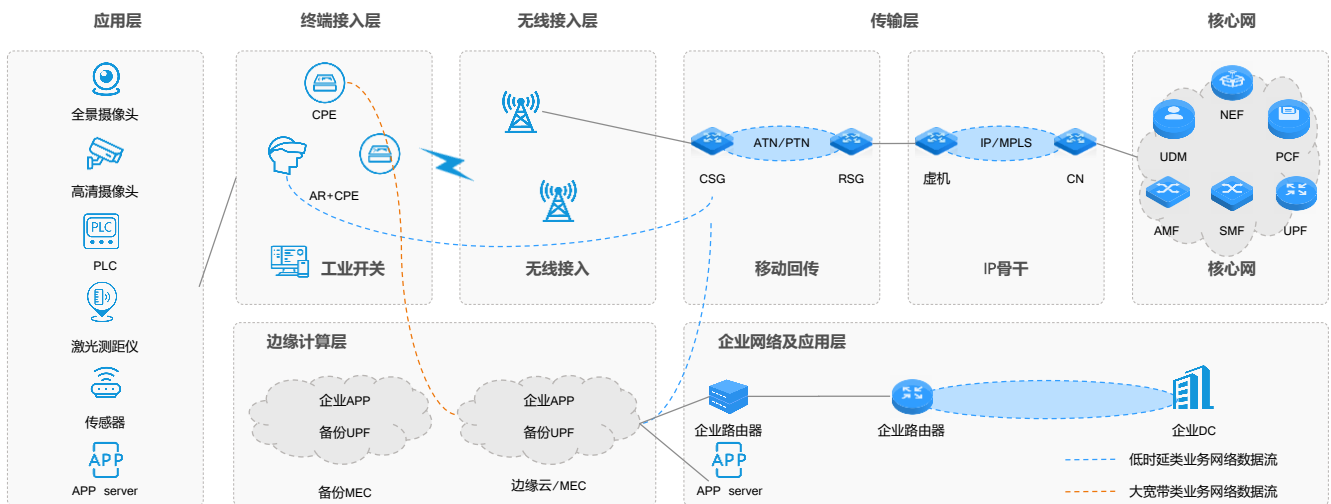 应用层
终端接入层
无线接入层
传输层
核心网
全景摄像头
高清摄像头
PLC
PLC
激光测距仪
传感器
APP
APP server
CPE
AR+CPE
工业开关
无线接入
CSG
ATN/PTN
RSG
移动回传
虚机
IP/MPLS
CN
IP骨干
NEF
UDM
PCF
AMF
SMF
UPF
核心网
边缘计算层
企业APP
备份UPF
备份MEC
企业APP
备份UPF
边缘云/MEC
企业网络及应用层
企业路由器
企业路由器
企业DC
APP
APP server
低时延类业务网络数据流
大宽带类业务网络数据流